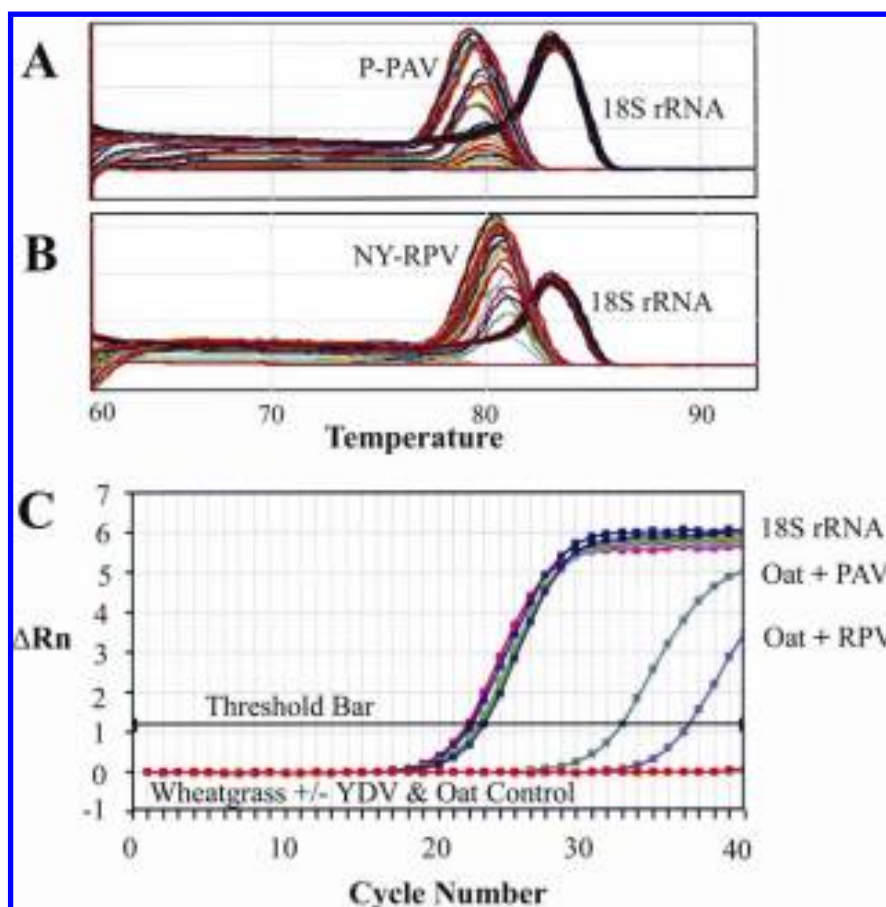 A
P-PAV
18S rRNA
B
NY-RPV
18S rRNA
60 70 80 90
Temperature
C
7
6
5
4
3
2
1
0
-1
ΔRn
18S rRNA
Oat + PAV
Oat + RPV
Threshold Bar
Wheatgrass +/- YDV & Oat Control
0 10 20 30 40
Cycle Number